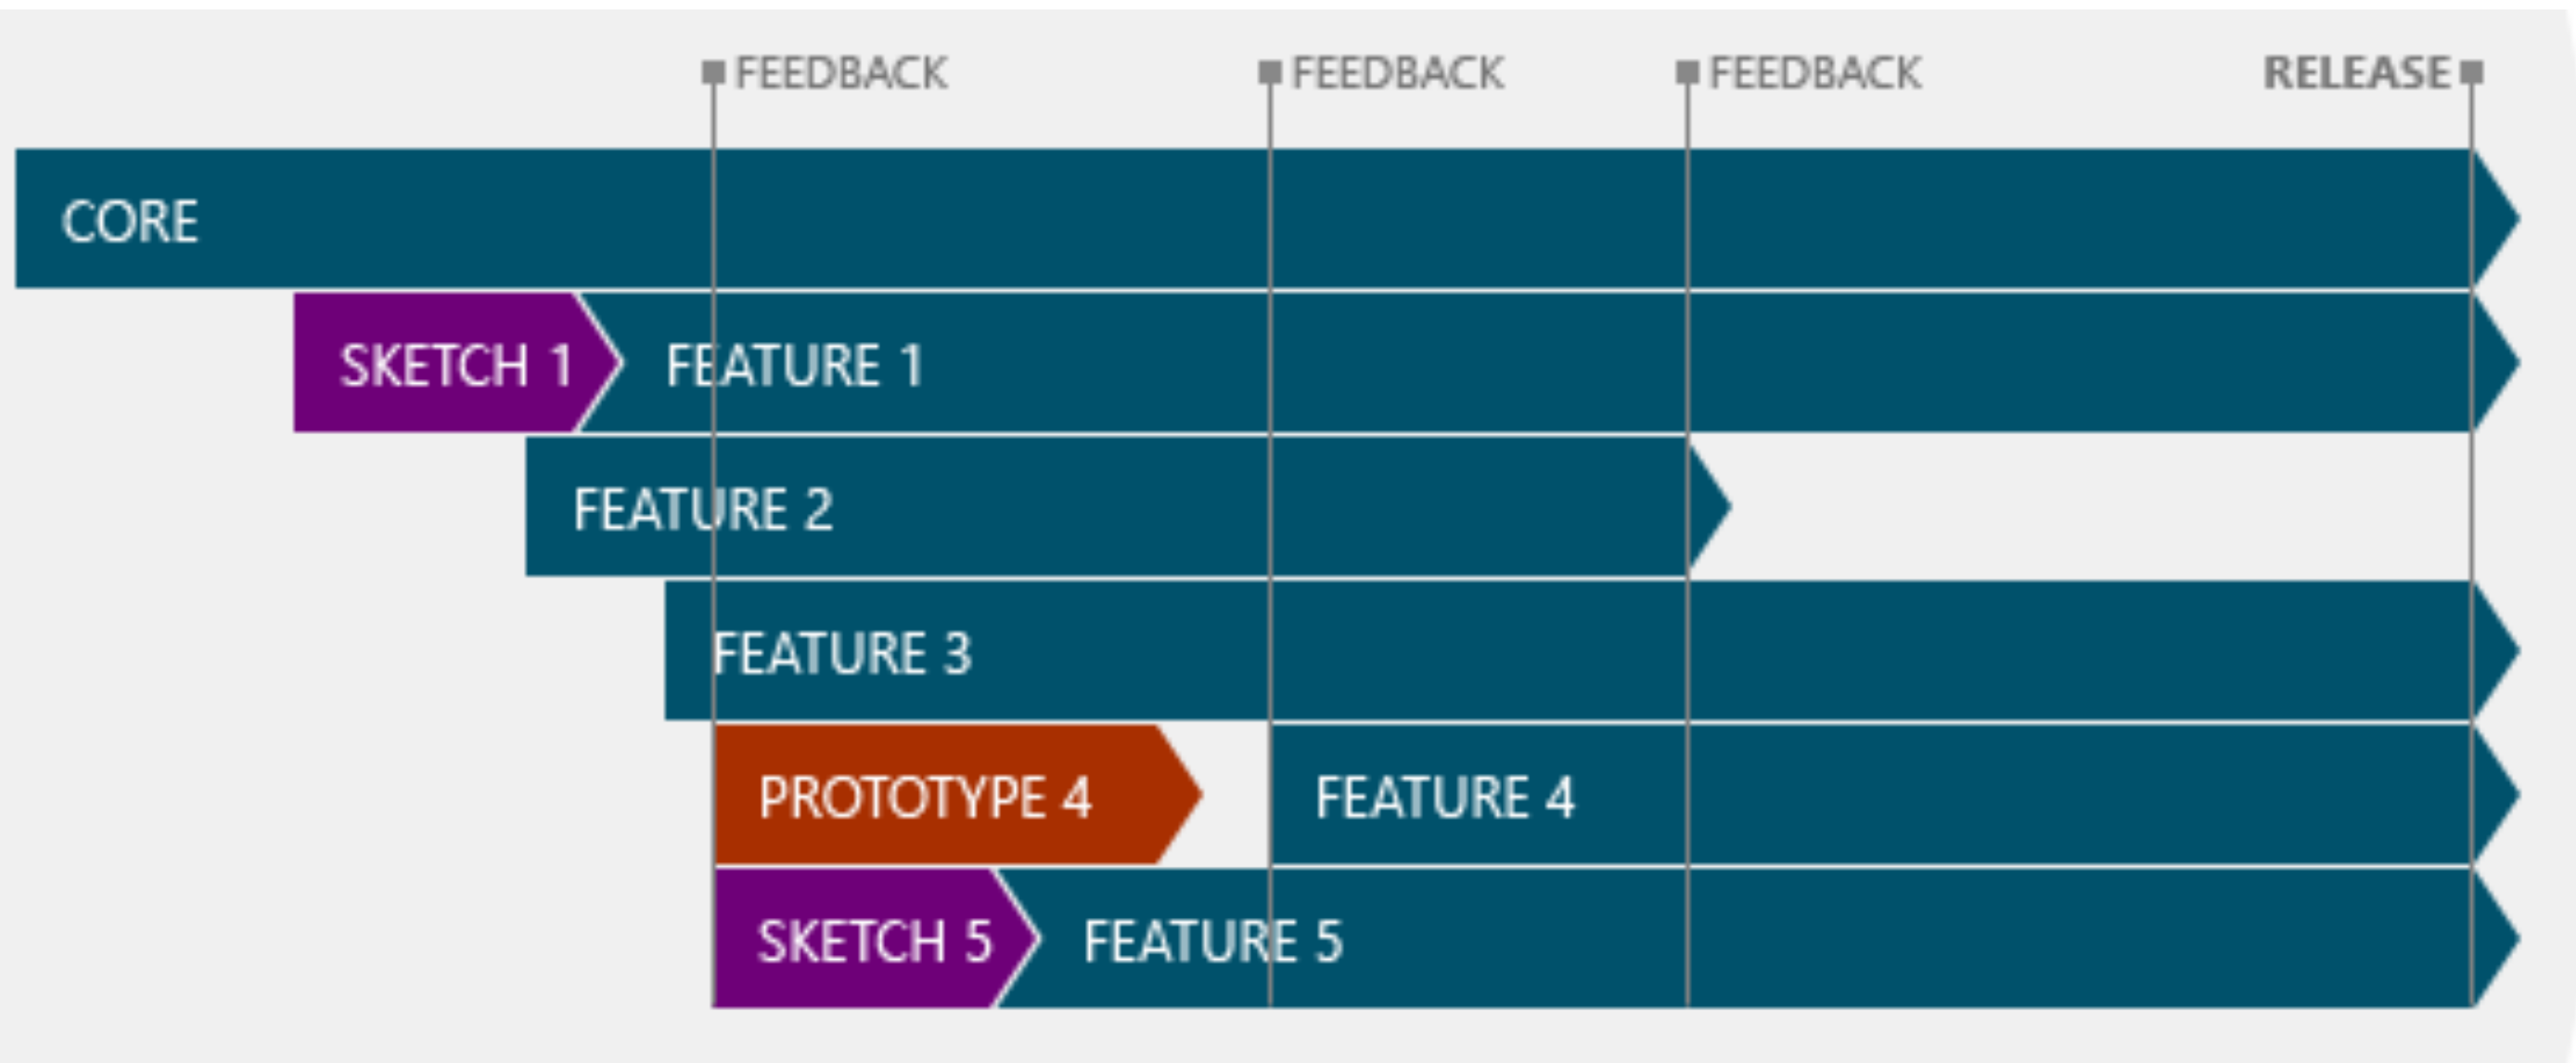 FEEDBACK FEEDBACK FEEDBACK RELEASE
CORE
SKETCH 1 FEATURE 1
FEATURE 2
FEATURE 3
PROTOTYPE 4 FEATURE 4
SKETCH 5 FEATURE 5